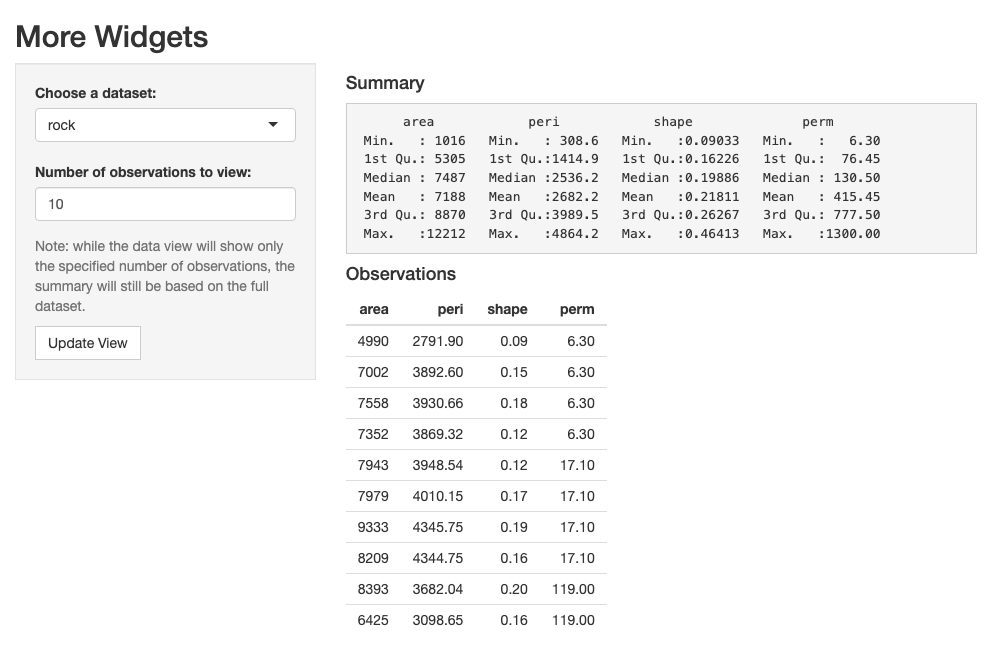 More Widgets
Choose a dataset:
rock
Number of observations to view:
10
Note: while the data view will show only
the specified number of observations, the
summary will still be based on the full
dataset.
Update View
Summary
area peri shape perm
Min. : 1016 Min. : 308.6 Min. :0.09033 Min. : 6.30
1st Qu.: 5305 1st Qu.:1414.9 1st Qu.:0.16226 1st Qu.: 76.45
Median : 7487 Median :2536.2 Median :0.19886 Median : 130.50
Mean : 7188 Mean :2682.2 Mean :0.21811 Mean : 415.45
3rd Qu.: 8870 3rd Qu.:3989.5 3rd Qu.:0.26267 3rd Qu.: 777.50
Max. :12212 Max. :4864.2 Max. :0.46413 Max. :1300.00
Observations
area peri shape perm
4990 2791.90 0.09 6.30
7002 3892.60 0.15 6.30
7558 3930.66 0.18 6.30
7352 3869.32 0.12 6.30
7943 3948.54 0.12 17.10
7979 4010.15 0.17 17.10
9333 4345.75 0.19 17.10
8209 4344.75 0.16 17.10
8393 3682.04 0.20 119.00
6425 3098.65 0.16 119.00